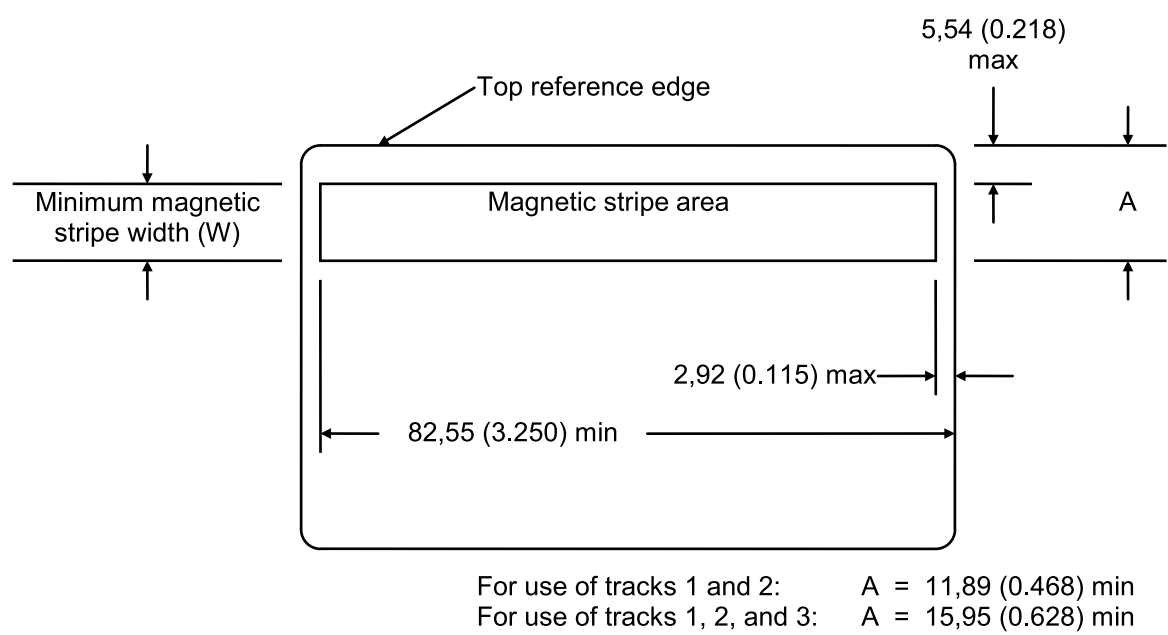 5,54 (0.218)
max
Top reference edge
Minimum magnetic
stripe width (W)
Magnetic stripe area
A
2,92 (0.115) max
82,55 (3.250) min
For use of tracks 1 and 2: A = 11,89 (0.468) min
For use of tracks 1, 2, and 3: A = 15,95 (0.628) min